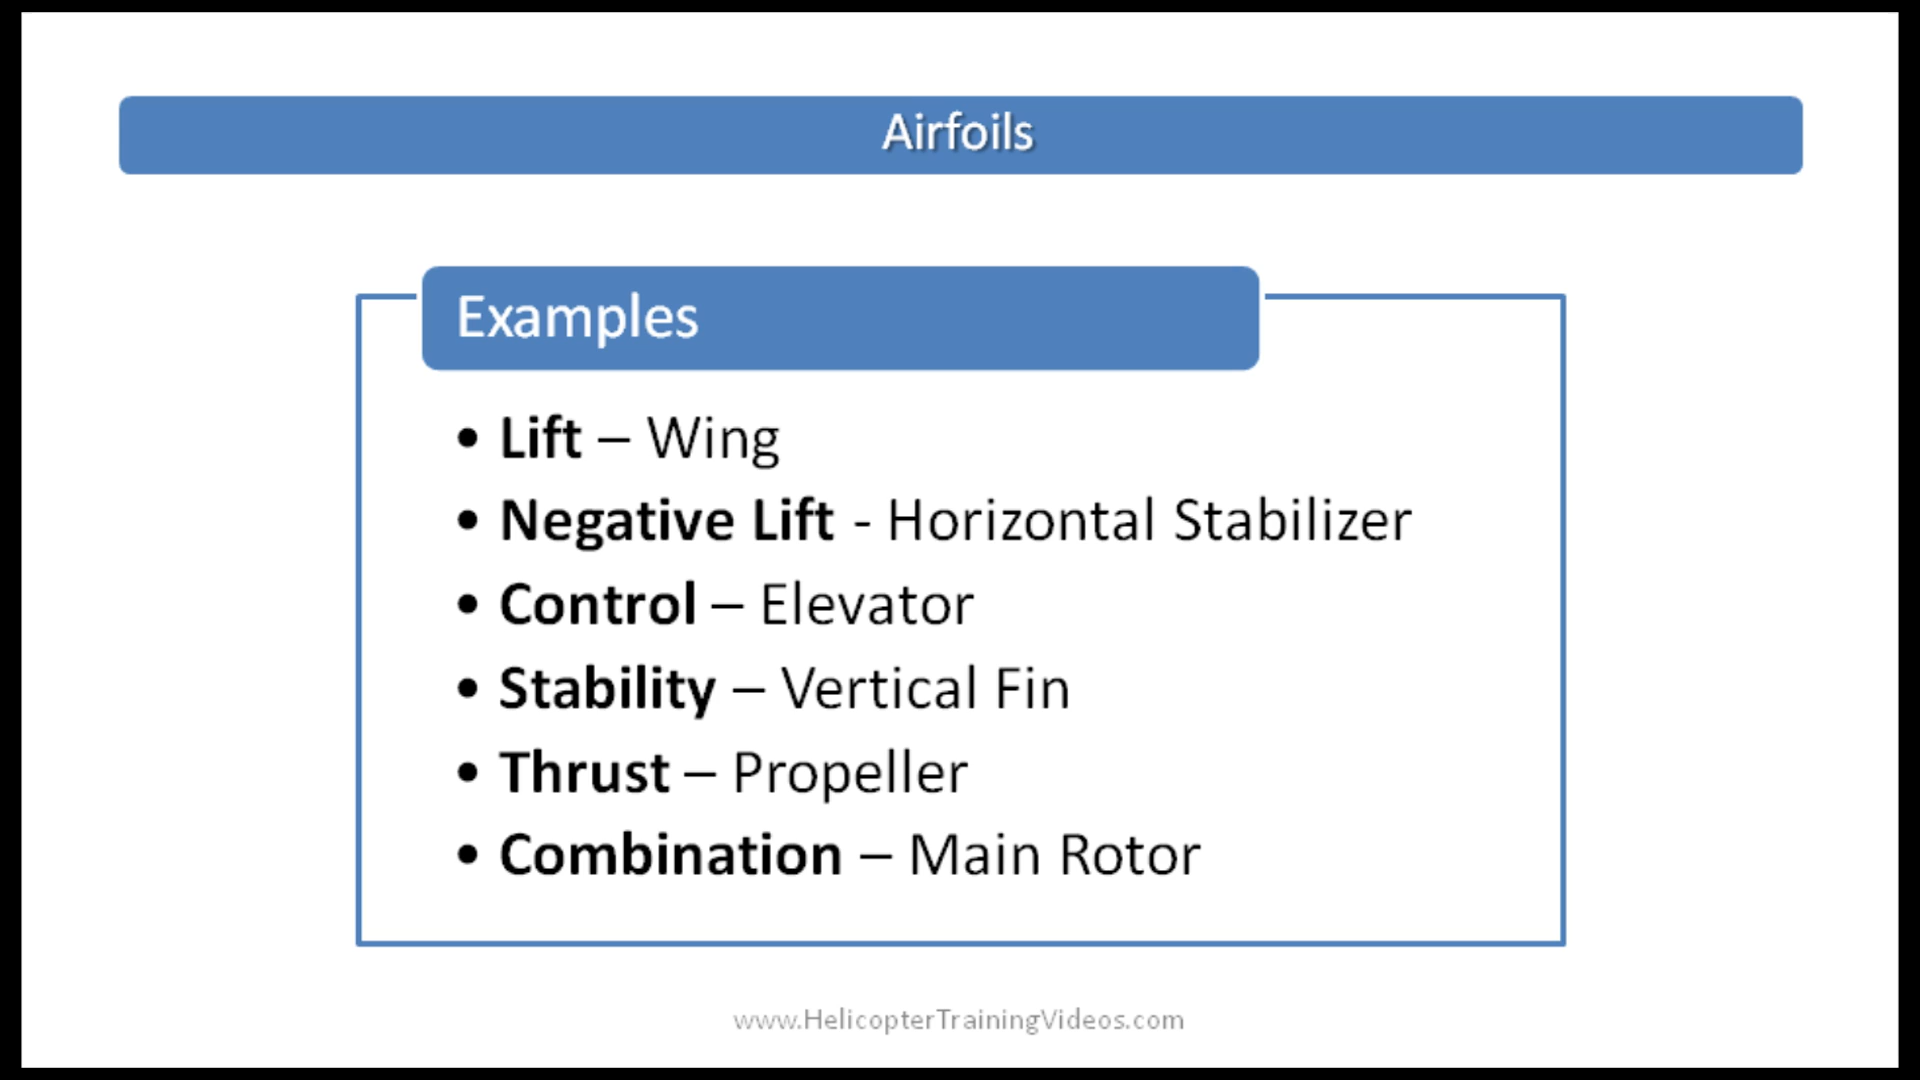 Airfoils
Examples
• Lift – Wing
• Negative Lift - Horizontal Stabilizer
• Control – Elevator
• Stability – Vertical Fin
• Thrust – Propeller
• Combination – Main Rotor
www.HelicopterTrainingVideos.com